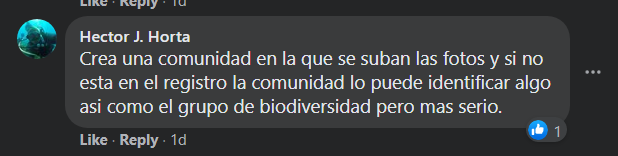 Like · Reply · 1d
Hector J. Horta
Crea una comunidad en la que se suban las fotos y si no
esta en el registro la comunidad lo puede identificar algo
asi como el grupo de biodiversidad pero mas serio.
1
Like · Reply · 1d